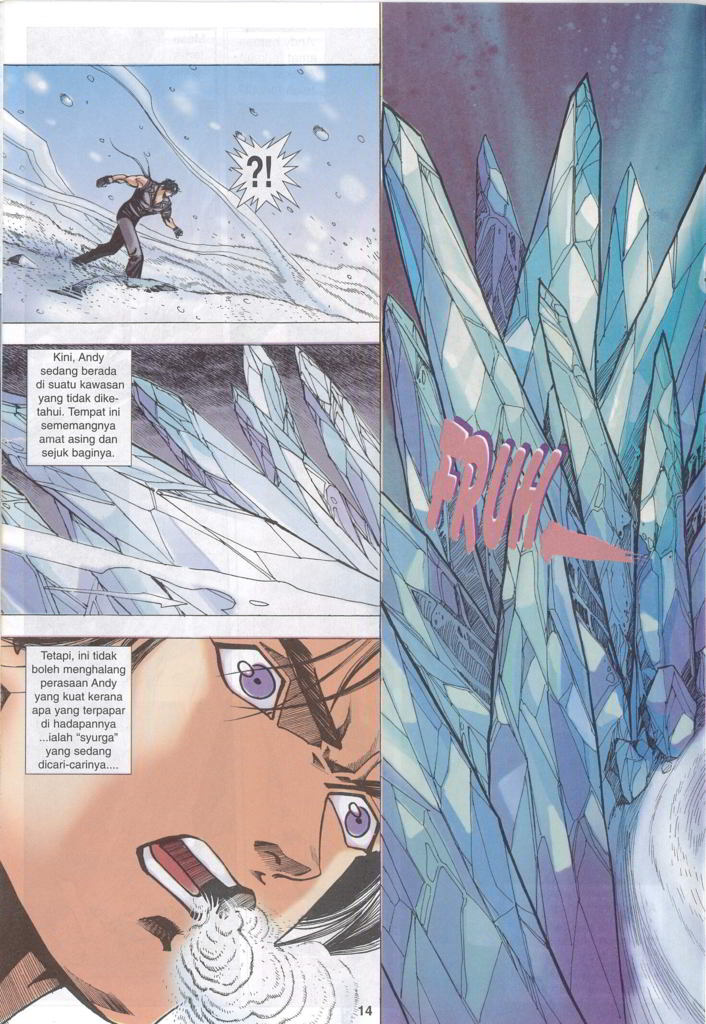 ?!
Kini, Andy
sedang berada
di suatu kawasan
yang tidak dike-
tahui. Tempat ini
sememangnya
amat asing dan
sejuk baginya.
Tetapi, ini tidak
boleh menghalang
perasaan Andy
yang kuat kerana
apa yang terpapar
di hadapannya
...ialah “syurga”
yang sedang
dicari-carinya....
FRUH
14